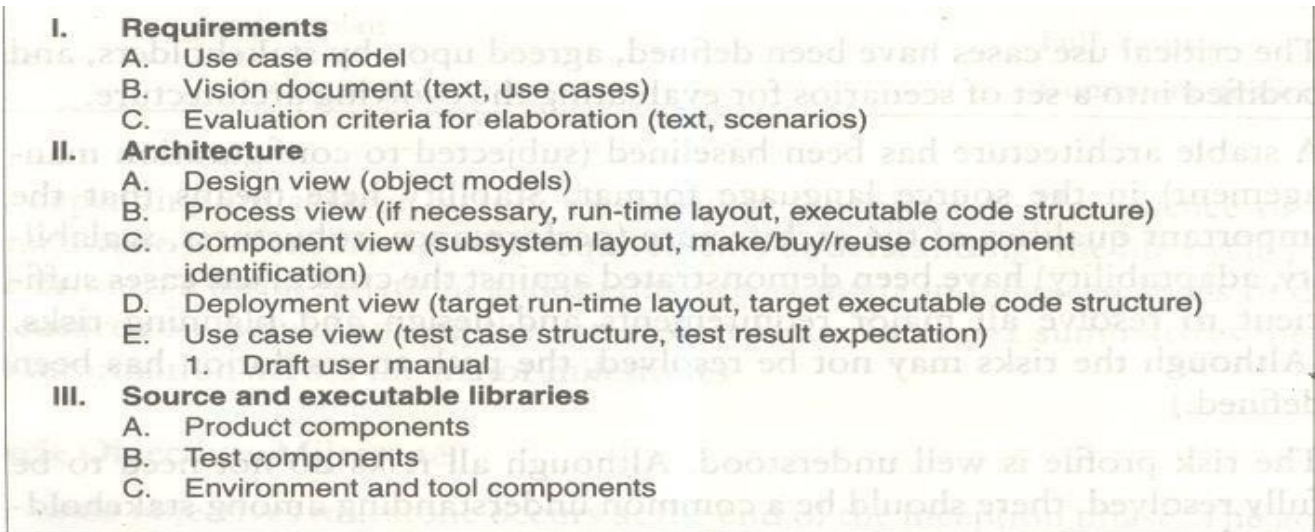 I. Requirements
A. Use case model
B. Vision document (text, use cases)
C. Evaluation criteria for elaboration (text, scenarios)
II. Architecture
A. Design view (object models)
B. Process view (if necessary, run-time layout, executable code structure)
C. Component view (subsystem layout, make/buy/reuse component
identification)
D. Deployment view (target run-time layout, target executable code structure)
E. Use case view (test case structure, test result expectation)
1. Draft user manual
III. Source and executable libraries
A. Product components
B. Test components
C. Environment and tool components